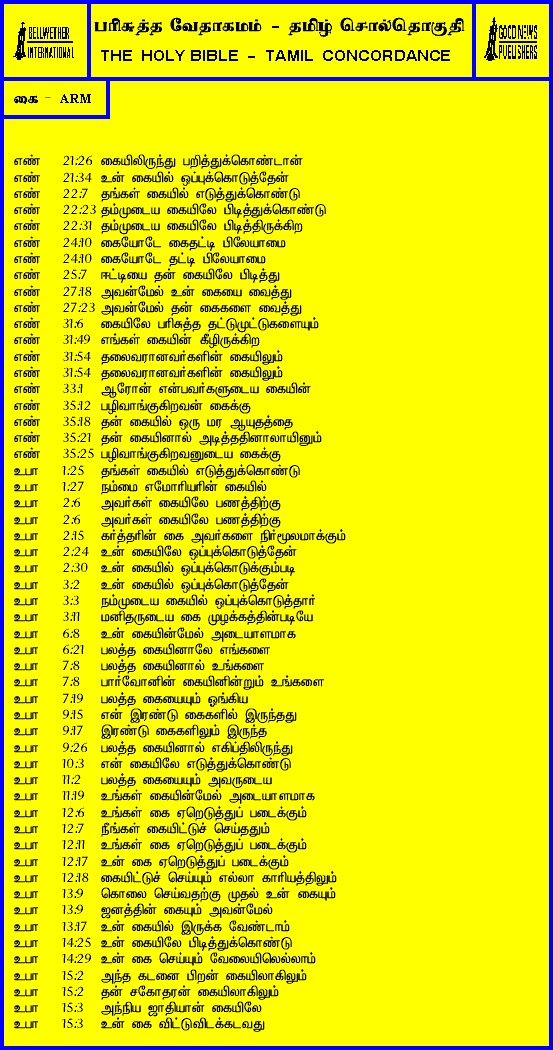 BELLWETHER
INTERNATIONAL
பரிசுத்த வேதாகமம் - தமிழ் சொல்தொகுதி
THE HOLY BIBLE - TAMIL CONCORDANCE
GOOD NEWS
PUBLISHERS
கை - ARM
எண் 21:26 கையிலிருந்து பறித்துக்கொண்டான்
எண் 21:34 உன் கையில் ஒப்புக்கொடுத்தேன்
எண் 22:7 தங்கள் கையில் எடுத்துக்கொண்டு
எண் 22:23 தம்முடைய கையிலே பிடித்துக்கொண்டு
எண் 22:31 தம்முடைய கையிலே பிடித்திருக்கிற
எண் 24:10 கையோடே கைதட்டி பிலேயாமை
எண் 24:10 கையோடே தட்டி பிலேயாமை
எண் 25:7 ஈட்டியை தன் கையிலே பிடித்து
எண் 27:18 அவன்மேல் உன் கையை வைத்து
எண் 27:23 அவன்மேல் தன் கைகளை வைத்து
எண் 31:6 கையிலே பரிசுத்த தட்டுமுட்டுகளையும்
எண் 31:49 எங்கள் கையின் கீழிருக்கிற
எண் 31:54 தலைவரானவர்களின் கையிலும்
எண் 31:54 தலைவரானவர்களின் கையிலும்
எண் 33:1 ஆரோன் என்பவர்களுடைய கையின்
எண் 35:12 பழிவாங்குகிறவன் கைக்கு
எண் 35:18 தன் கையில் ஒரு மர ஆயுதத்தை
எண் 35:21 தன் கையினால் அடித்ததினாலாயினும்
எண் 35:25 பழிவாங்குகிறவனுடைய கைக்கு
உபா 1:25 தங்கள் கையில் எடுத்துக்கொண்டு
உபா 1:27 நம்மை எமோரியரின் கையில்
உபா 2:6 அவர்கள் கையிலே பணத்திற்கு
உபா 2:6 அவர்கள் கையிலே பணத்திற்கு
உபா 2:15 கர்த்தரின் கை அவர்களை நிர்மூலமாக்கும்
உபா 2:24 உன் கையிலே ஒப்புக்கொடுத்தேன்
உபா 2:30 உன் கையில் ஒப்புக்கொடுக்கும்படி
உபா 3:2 உன் கையில் ஒப்புக்கொடுத்தேன்
உபா 3:3 நம்முடைய கையில் ஒப்புக்கொடுத்தார்
உபா 3:11 மனிதருடைய கை முழக்கத்தின்படியே
உபா 6:8 உன் கையின்மேல் அடையாளமாக
உபா 6:21 பலத்த கையினாலே எங்களை
உபா 7:8 பலத்த கையினால் உங்களை
உபா 7:8 பார்வோனின் கையினின்றும் உங்களை
உபா 7:19 பலத்த கையையும் ஓங்கிய
உபா 9:15 என் இரண்டு கைகளில் இருந்தது
உபா 9:17 இரண்டு கைகளிலும் இருந்த
உபா 9:26 பலத்த கையினால் எகிப்திலிருந்து
உபா 10:3 என் கையிலே எடுத்துக்கொண்டு
உபா 11:2 பலத்த கையையும் அவருடைய
உபா 11:19 உங்கள் கையின்மேல் அடையாளமாக
உபா 12:6 உங்கள் கை ஏறெடுத்துப் படைக்கும்
உபா 12:7 நீங்கள் கையிட்டுச் செய்ததும்
உபா 12:11 உங்கள் கை ஏறெடுத்துப் படைக்கும்
உபா 12:17 உன் கை ஏறெடுத்துப் படைக்கும்
உபா 12:18 கையிட்டுச் செய்யும் எல்லா காரியத்திலும்
உபா 13:9 கொலை செய்வதற்கு முதல் உன் கையும்
உபா 13:9 ஜனத்தின் கையும் அவன்மேல்
உபா 13:17 உன் கையில் இருக்க வேண்டாம்
உபா 14:25 உன் கையிலே பிடித்துக்கொண்டு
உபா 14:29 உன் கை செய்யும் வேலையிலெல்லாம்
உபா 15:2 அந்த கடனை பிறன் கையிலாகிலும்
உபா 15:2 தன் சகோதரன் கையிலாகிலும்
உபா 15:3 அந்நிய ஜாதியான் கையிலே
உபா 15:3 உன் கை விட்டுவிடக்கடவது